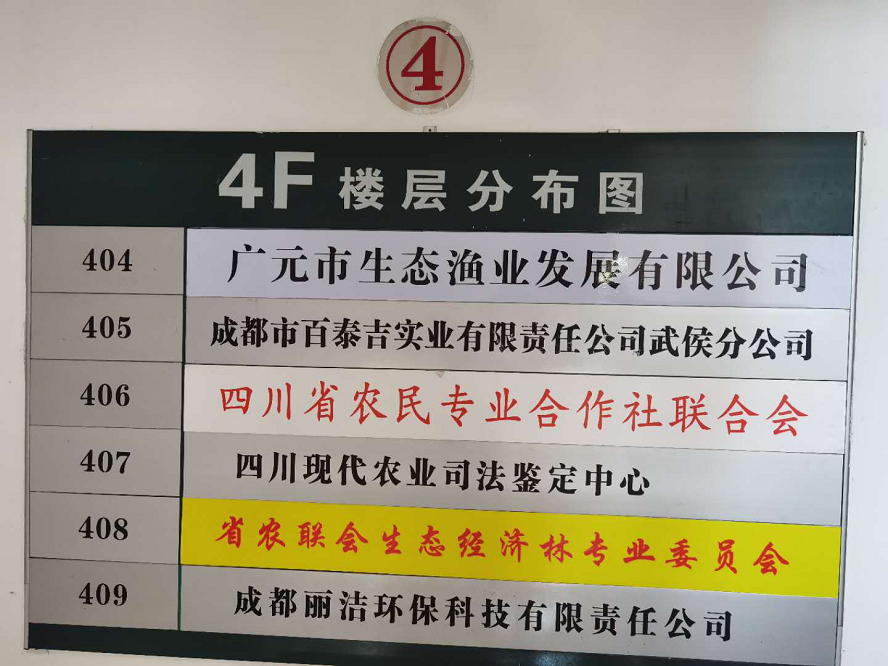 4
4F 楼层分布图
404 广元市生态渔业发展有限公司
405 成都市百泰吉实业有限责任公司武侯分公司
406 四川省农民专业合作社联合会
407 四川现代农业司法鉴定中心
408 省农联会生态经济林专业委员会
409 成都丽洁环保科技有限责任公司